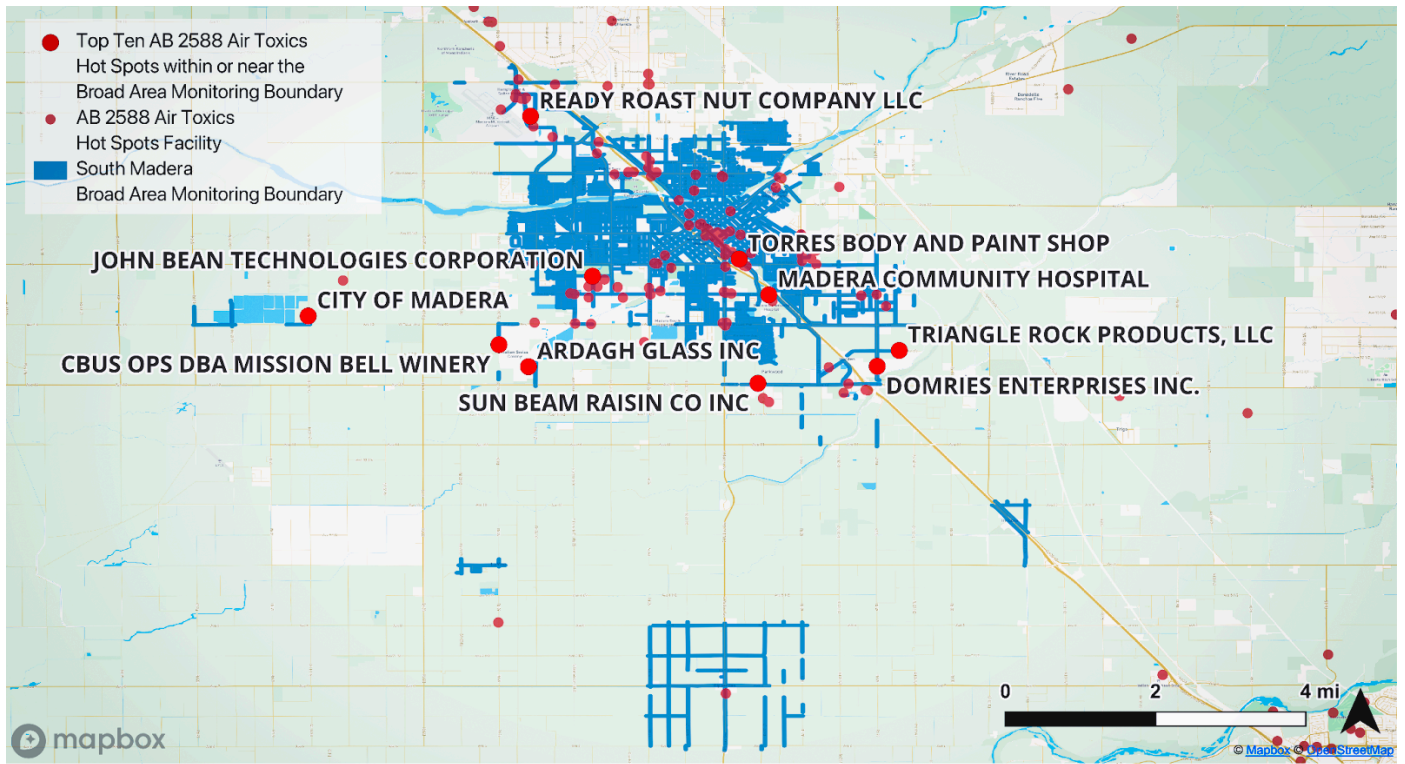 Top Ten AB 2588 Air Toxics
Hot Spots within or near the
Broad Area Monitoring Boundary
AB 2588 Air Toxics
Hot Spots Facility
South Madera
Broad Area Monitoring Boundary
READY ROAST NUT COMPANY LLC
TORRES BODY AND PAINT SHOP
JOHN BEAN TECHNOLOGIES CORPORATION
MADERA COMMUNITY HOSPITAL
CITY OF MADERA
TRIANGLE ROCK PRODUCTS, LLC
ARDAGH GLASS INC
CBUS OPS DBA MISSION BELL WINERY
DOMRIES ENTERPRISES INC.
SUN BEAM RAISIN CO INC
0 2 4 mi
mapbox
© Mapbox © OpenStreetMap